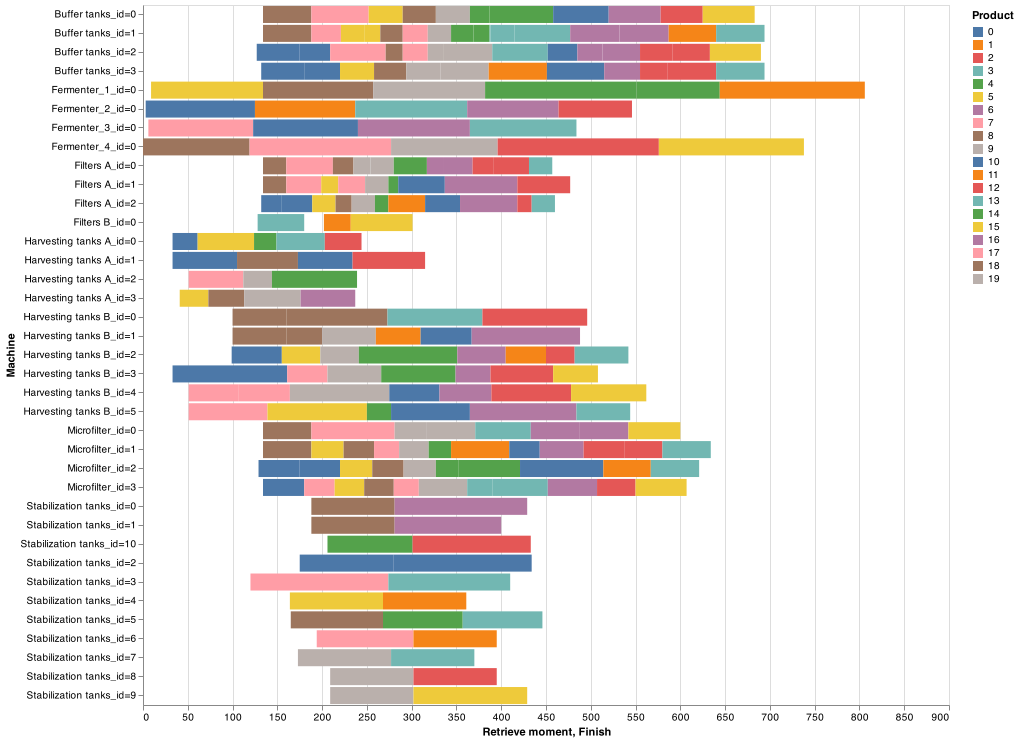 Product
0
1
2
3
4
5
6
7
8
9
10
11
12
13
14
15
16
17
18
19
Machine
Buffer tanks_id=0
Buffer tanks_id=1
Buffer tanks_id=2
Buffer tanks_id=3
Fermenter_1_id=0
Fermenter_2_id=0
Fermenter_3_id=0
Fermenter_4_id=0
Filters A_id=0
Filters A_id=1
Filters A_id=2
Filters B_id=0
Harvesting tanks A_id=0
Harvesting tanks A_id=1
Harvesting tanks A_id=2
Harvesting tanks A_id=3
Harvesting tanks B_id=0
Harvesting tanks B_id=1
Harvesting tanks B_id=2
Harvesting tanks B_id=3
Harvesting tanks B_id=4
Harvesting tanks B_id=5
Microfilter_id=0
Microfilter_id=1
Microfilter_id=2
Microfilter_id=3
Stabilization tanks_id=0
Stabilization tanks_id=1
Stabilization tanks_id=10
Stabilization tanks_id=2
Stabilization tanks_id=3
Stabilization tanks_id=4
Stabilization tanks_id=5
Stabilization tanks_id=6
Stabilization tanks_id=7
Stabilization tanks_id=8
Stabilization tanks_id=9
0 50 100 150 200 250 300 350 400 450 500 550 600 650 700 750 800 850 900
Retrieve moment, Finish